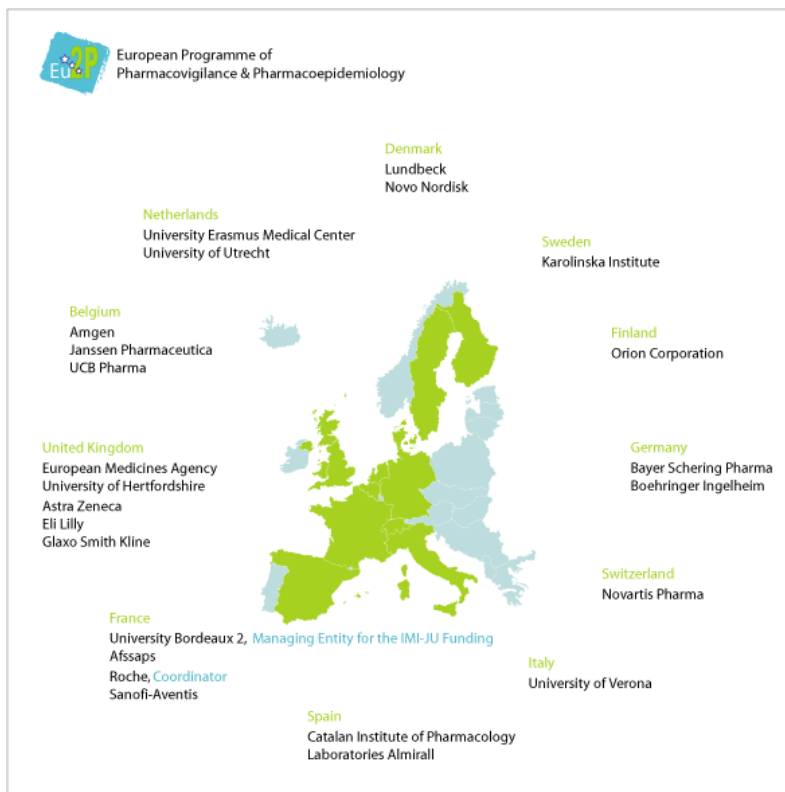 Eu2P
European Programme of
Pharmacovigilance & Pharmacoepidemiology
Denmark
Lundbeck
Novo Nordisk
Netherlands
University Erasmus Medical Center
University of Utrecht
Sweden
Karolinska Institute
Belgium
Amgen
Janssen Pharmaceutica
UCB Pharma
Finland
Orion Corporation
United Kingdom
European Medicines Agency
University of Hertfordshire
Astra Zeneca
Eli Lilly
Glaxo Smith Kline
Germany
Bayer Schering Pharma
Boehringer Ingelheim
Switzerland
Novartis Pharma
France
University Bordeaux 2, Managing Entity for the IMI-JU Funding
Afssaps
Roche, Coordinator
Sanofi-Aventis
Italy
University of Verona
Spain
Catalan Institute of Pharmacology
Laboratories Almirall